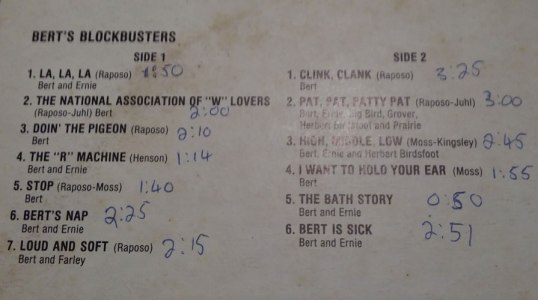 BERT'S BLOCKBUSTERS
SIDE 1
1. LA, LA, LA (Raposo) 1:50
Bert and Ernie
2. THE NATIONAL ASSOCIATION OF "W" LOVERS
(Raposo-Juhl) Bert 2:00
3. DOIN' THE PIGEON (Raposo) 2:10
Bert
4. THE "R" MACHINE (Henson) 1:14
Bert and Ernie
5. STOP (Raposo-Moss) 1:40
Bert
6. BERT'S NAP 2:25
Bert and Ernie
7. LOUD AND SOFT (Raposo) 2:15
Bert and Farley
SIDE 2
1. CLINK, CLANK (Raposo) 3:25
Bert
2. PAT, PAT, PATTY PAT (Raposo-Juhl) 3:00
Bert, Ernie, Big Bird, Grover,
Herbert Birdsfoot and Prairie
3. HIGH, MIDDLE, LOW (Moss-Kingsley) 2:45
Bert, Ernie and Herbert Birdsfoot
4. I WANT TO HOLD YOUR EAR (Moss) 1:55
Bert
5. THE BATH STORY 0:50
Bert and Ernie
6. BERT IS SICK 2:51
Bert and Ernie